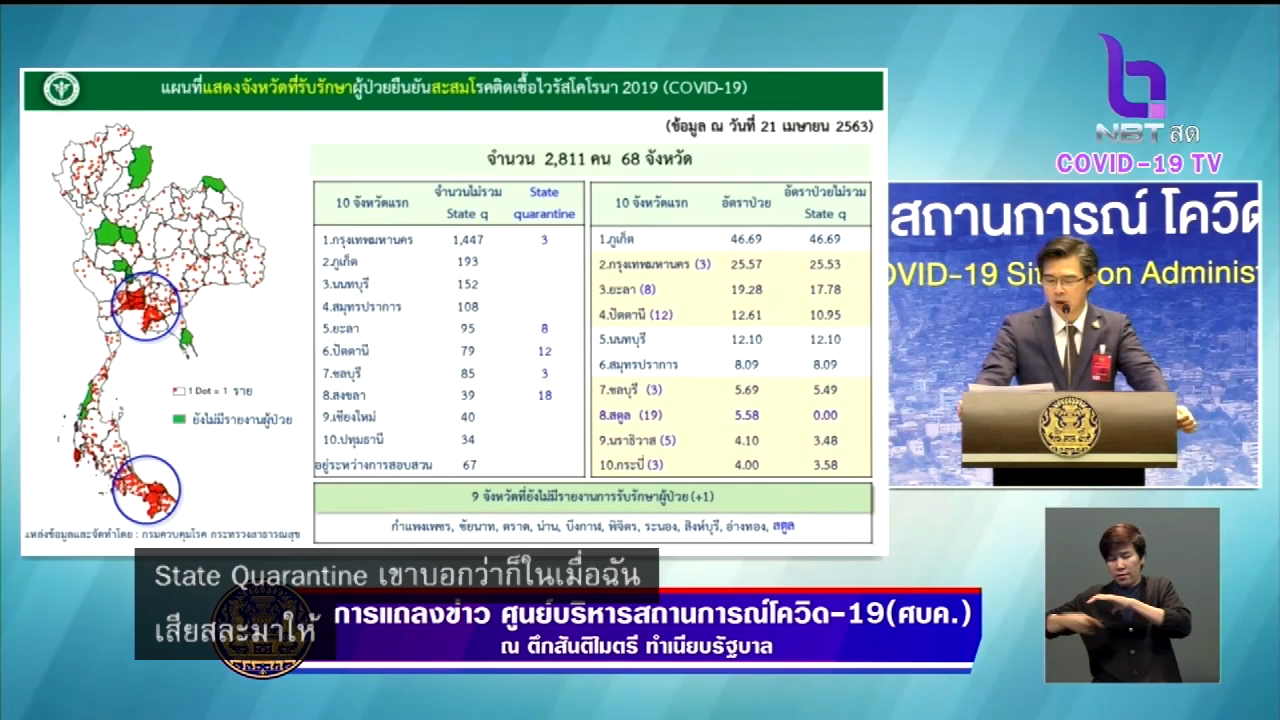 แผนที่แสดงจังหวัดที่รับรักษาผู้ป่วยยืนยันสะสมโรคติดเชื้อไวรัสโคโรนา 2019 (COVID-19)
(ข้อมูล ณ วันที่ 21 เมษายน 2563)
จำนวน 2,811 คน 68 จังหวัด
10 จังหวัดแรก จำนวนไม่รวม State q State quarantine
1.กรุงเทพมหานคร 1,447 3
2.ภูเก็ต 193
3.นนทบุรี 152
4.สมุทรปราการ 108
5.ยะลา 95 8
6.ปัตตานี 79 12
7.ชลบุรี 85 3
8.สงขลา 39 18
9.เชียงใหม่ 40
10.ปทุมธานี 34
อยู่ระหว่างการสอบสวน 67
10 จังหวัดแรก อัตราป่วย อัตราป่วยไม่รวม State q
1.ภูเก็ต 46.69 46.69
2.กรุงเทพมหานคร (3) 25.57 25.53
3.ยะลา (8) 19.28 17.78
4.ปัตตานี (12) 12.61 10.95
5.นนทบุรี 12.10 12.10
6.สมุทรปราการ 8.09 8.09
7.ชลบุรี (3) 5.69 5.49
8.สตูล (19) 5.58 0.00
9.นราธิวาส (5) 4.10 3.48
10.กระบี่ (3) 4.00 3.58
9 จังหวัดที่ยังไม่มีรายงานการรับรักษาผู้ป่วย (+1)
กำแพงเพชร, ชัยนาท, ตราด, น่าน, บึงกาฬ, พิจิตร, ระนอง, สิงห์บุรี, อ่างทอง, สตูล
1 Dot = 1 ราย
ยังไม่มีรายงานผู้ป่วย
แหล่งข้อมูลและจัดทำโดย : กรมควบคุมโรค กระทรวงสาธารณสุข
NBT สด
COVID-19 TV
สถานการณ์ โควิด
OVID-19 Si on Administ
State Quarantine เขาบอกว่าก็ในเมื่อฉัน
เสียสละมาให้
การแถลงข่าว ศูนย์บริหารสถานการณ์โควิด-19(ศบค.)
ณ ตึกสันติไมตรี ทำเนียบรัฐบาล